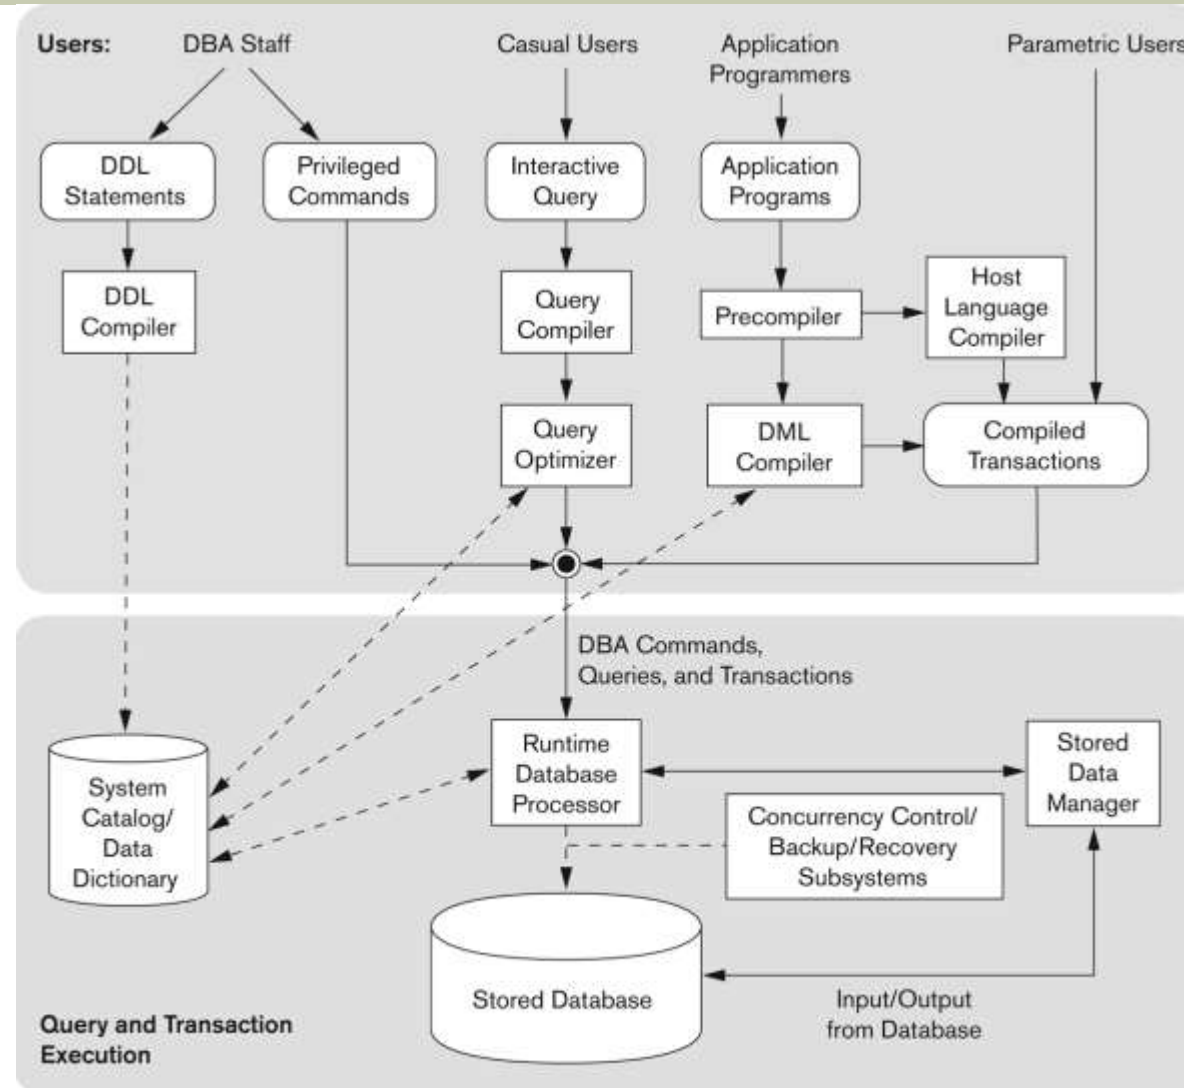 Users:
DBA Staff
Casual Users
Application
Programmers
Parametric Users
DDL
Statements
Privileged
Commands
Interactive
Query
Application
Programs
DDL
Compiler
Query
Compiler
Precompiler
Host
Language
Compiler
Query
Optimizer
DML
Compiler
Compiled
Transactions
DBA Commands,
Queries, and Transactions
System
Catalog/
Data
Dictionary
Runtime
Database
Processor
Stored
Data
Manager
Concurrency Control/
Backup/Recovery
Subsystems
Stored Database
Input/Output
from Database
Query and Transaction
Execution